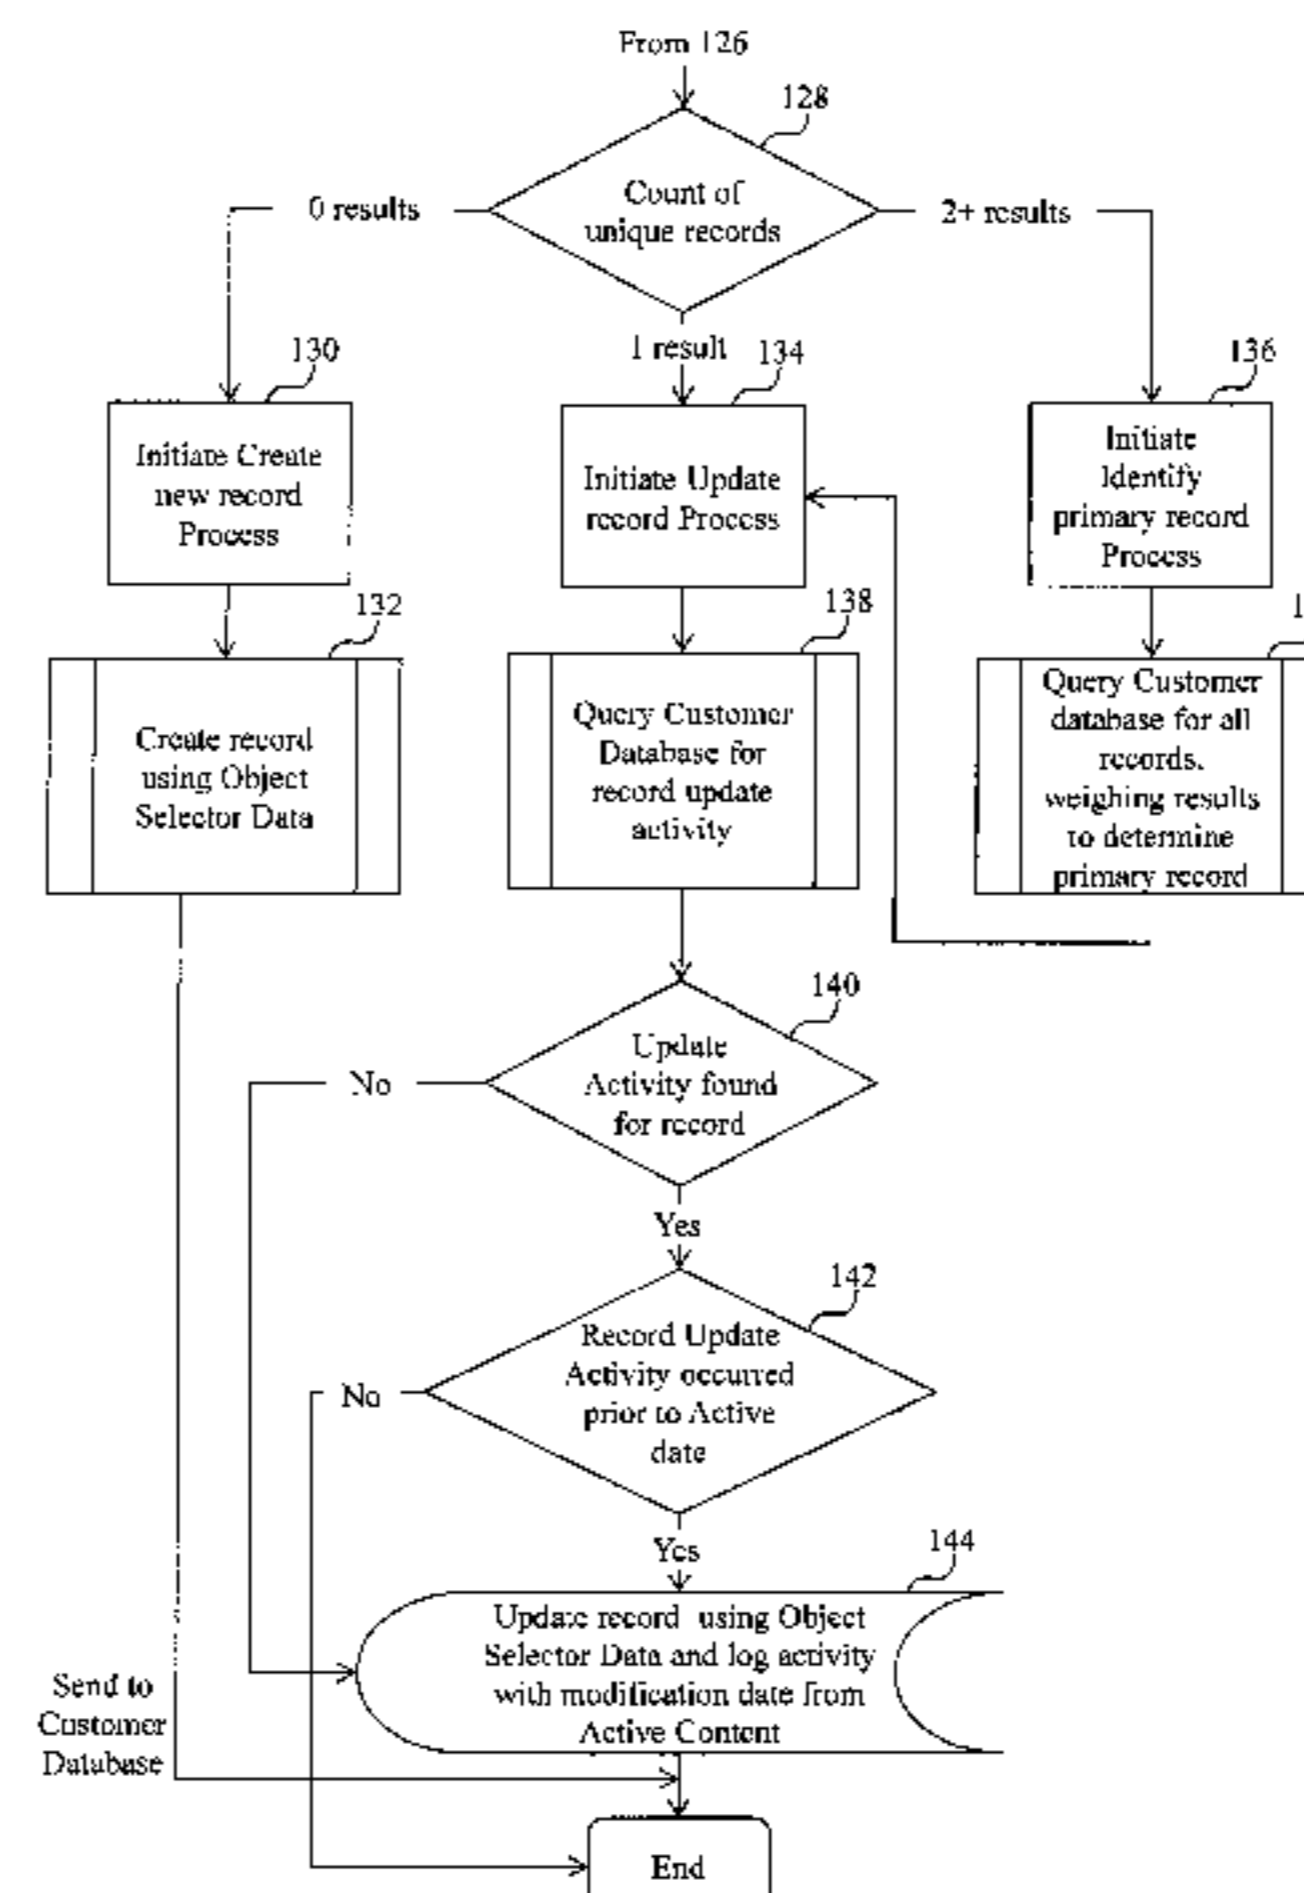 From 126
128
Count of
unique records
0 results
2+ results
1 result
130
134
136
Initiate Create
new record
Process
Initiate Update
record Process
Initiate
Identify
primary record
Process
132
138
1
Create record
using Object
Selector Data
Query Customer
Database for
record update
activity
Query Customer
database for all
records,
weighing results
to determine
primary record
140
Update
Activity found
for record
No
Yes
142
Record Update
Activity occurred
prior to Active
date
No
Yes
144
Update record using Object
Selector Data and log activity
with modification date from
Active Content
Send to
Customer
Database
End